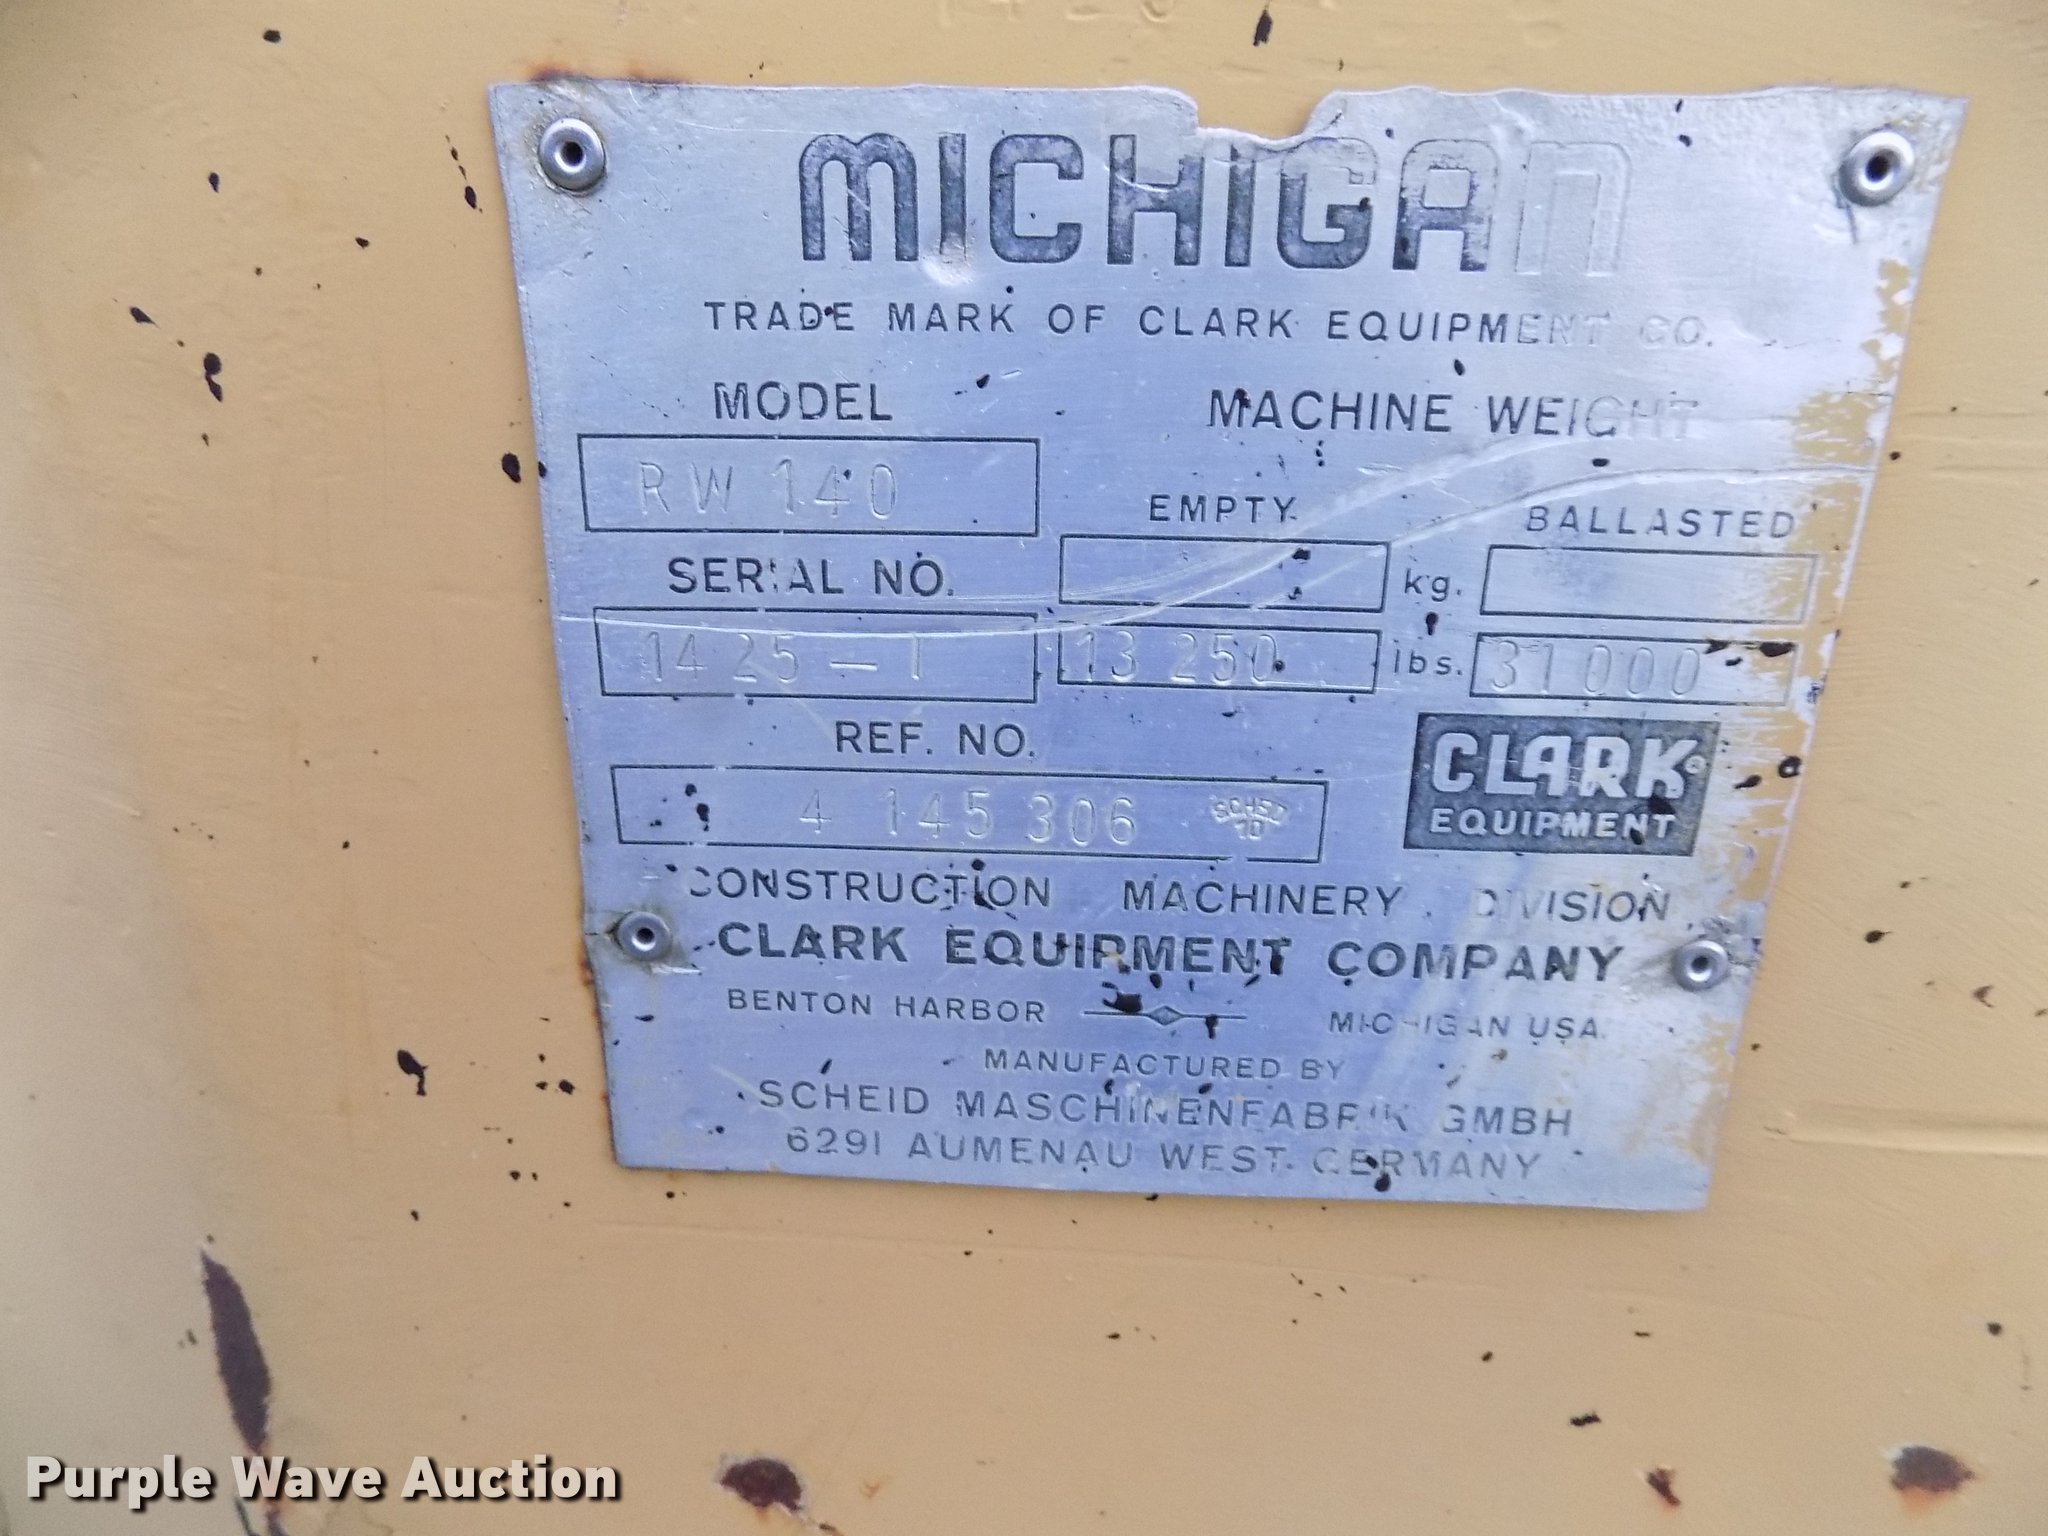 MICHIGAN
TRADE MARK OF CLARK EQUIPMENT CO.
MODEL
MACHINE WEIGHT
RW 140
EMPTY
BALLASTED
SERIAL NO.
kg.
1425-1
13 250
lbs.
31000
REF. NO.
4 145 306
CLARK®
EQUIPMENT
CONSTRUCTION MACHINERY DIVISION
CLARK EQUIPMENT COMPANY
BENTON HARBOR MICHIGAN USA.
MANUFACTURED BY
SCHEID MASCHINENFABRIK GMBH
6291 AUMENAU WEST-GERMANY
Purple Wave Auction